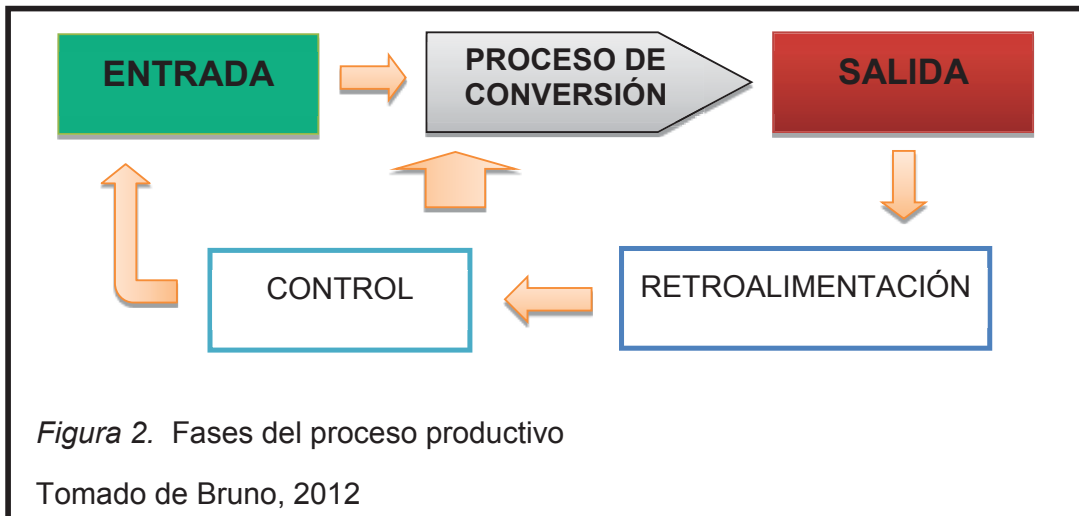 ENTRADA
PROCESO DE
CONVERSIÓN
SALIDA
CONTROL
RETROALIMENTACIÓN
Figura 2. Fases del proceso productivo
Tomado de Bruno, 2012